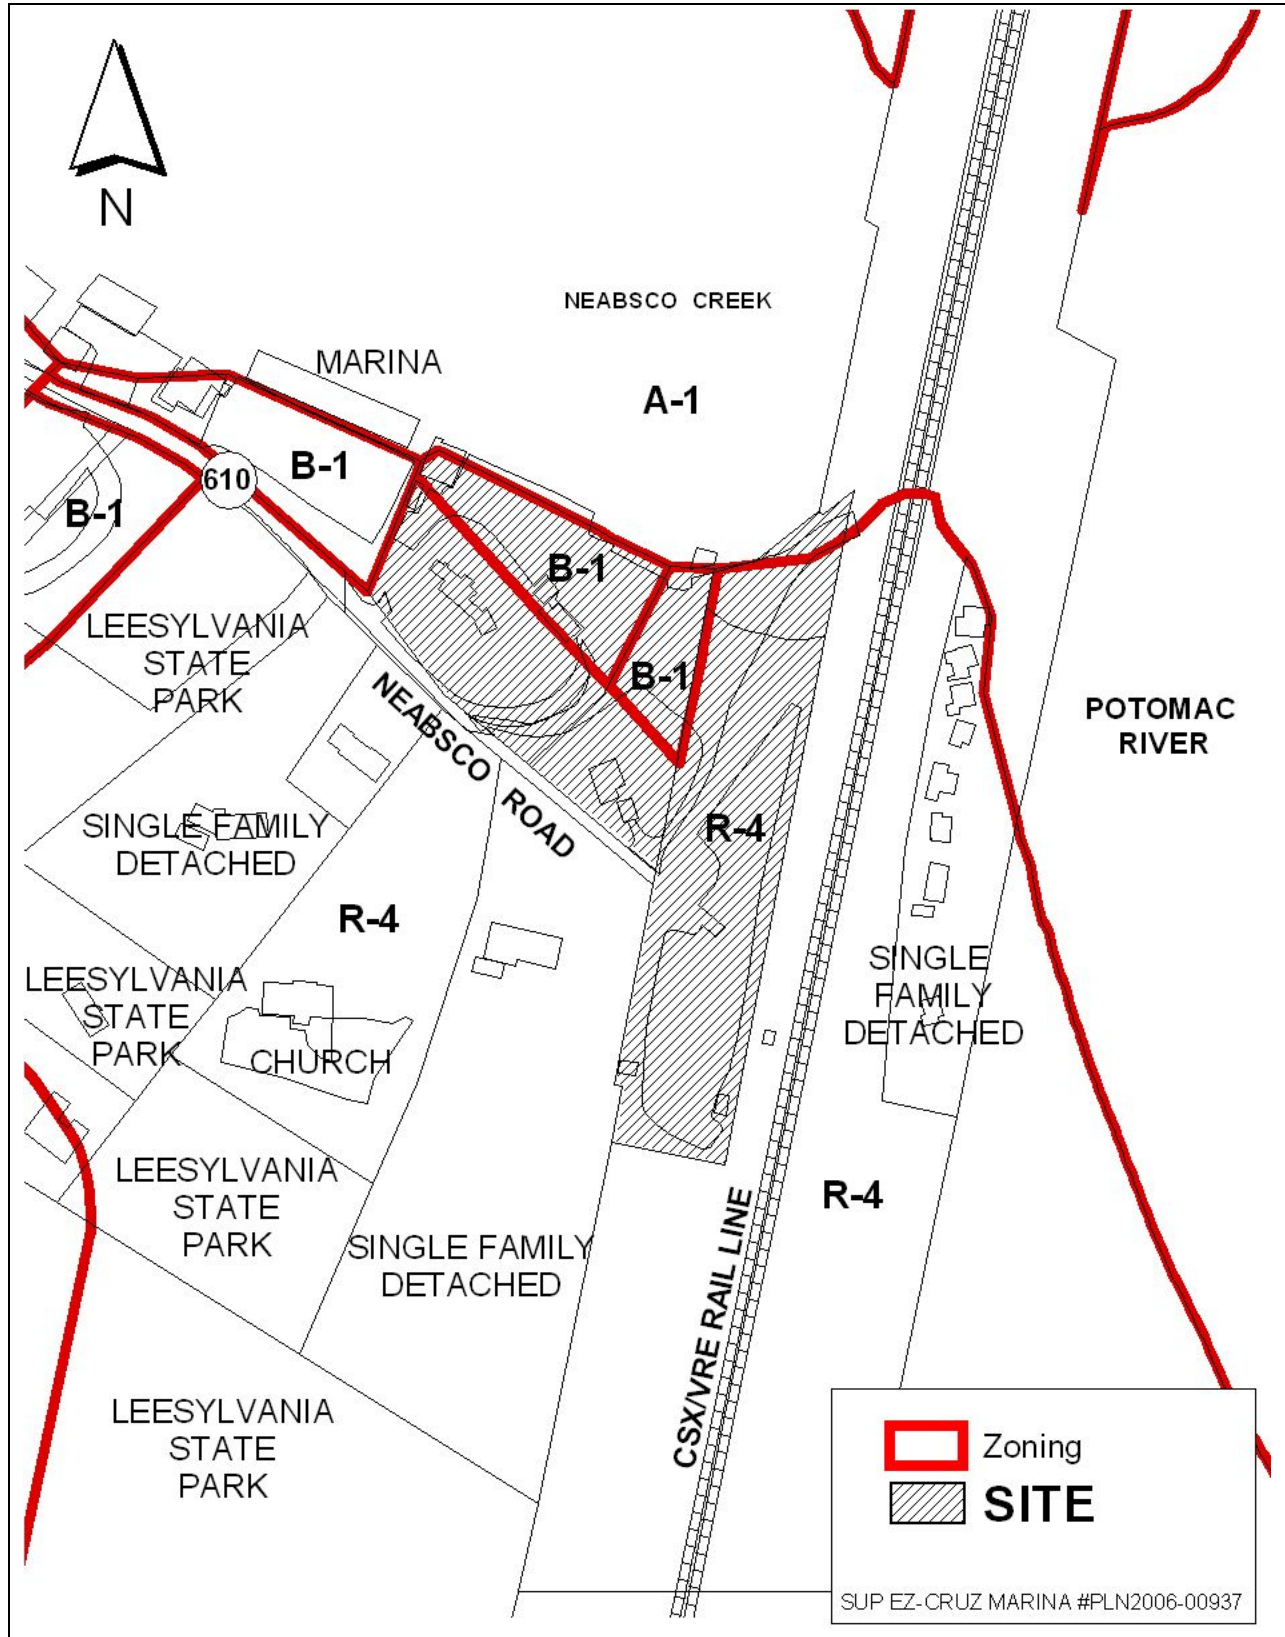 N
NEABSCO CREEK
MARINA
A-1
B-1
610
B-1
B-1
LEESYLVANIA
STATE
PARK
B-1
NEABSCO ROAD
POTOMAC
RIVER
SINGLE FAMILY
DETACHED
R-4
R-4
LEESYLVANIA
STATE
PARK
SINGLE
FAMILY
DETACHED
CHURCH
LEESYLVANIA
STATE
PARK
R-4
SINGLE FAMILY
DETACHED
CSX/VRE RAIL LINE
LEESYLVANIA
STATE
PARK
Zoning
SITE
SUP EZ-CRUZ MARINA #PLN2006-00937